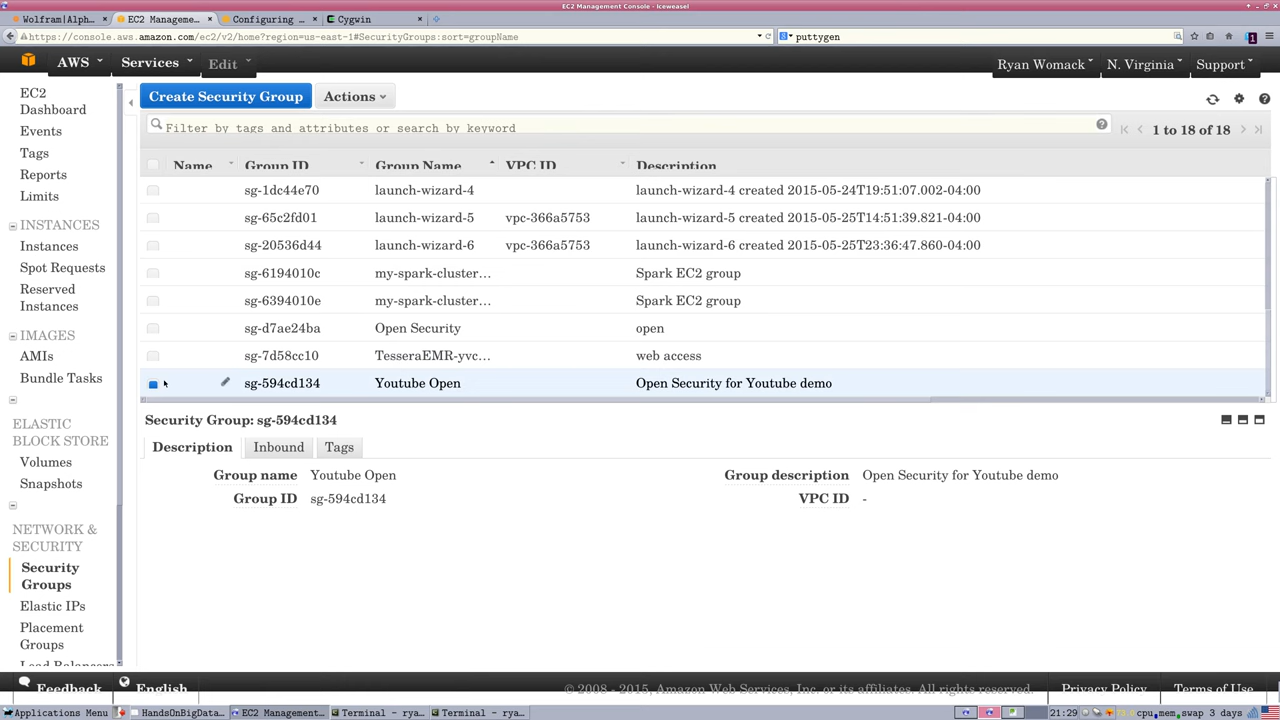 EC2 Management Console - Iceweasel
Wolfram|Alph...
EC2 Manageme...
Configuring ...
Cygwin
https://console.aws.amazon.com/ec2/v2/home?region=us-east-1#SecurityGroups:sort=groupName
puttygen
1
AWS
Services
Edit
Ryan Womack
N. Virginia
Support
EC2
Dashboard
Events
Tags
Reports
Limits
INSTANCES
Instances
Spot Requests
Reserved
Instances
IMAGES
AMIs
Bundle Tasks
ELASTIC
BLOCK STORE
Volumes
Snapshots
NETWORK &
SECURITY
Security
Groups
Elastic IPs
Placement
Groups
Load Balancers
Create Security Group
Actions
Filter by tags and attributes or search by keyword
1 to 18 of 18
Name Group ID Group Name VPC ID Description
sg-1dc44e70 launch-wizard-4 launch-wizard-4 created 2015-05-24T19:51:07.002-04:00
sg-65c2fd01 launch-wizard-5 vpc-366a5753 launch-wizard-5 created 2015-05-25T14:51:39.821-04:00
sg-20536d44 launch-wizard-6 vpc-366a5753 launch-wizard-6 created 2015-05-25T23:36:47.860-04:00
sg-6194010c my-spark-cluster... Spark EC2 group
sg-6394010e my-spark-cluster... Spark EC2 group
sg-d7ae24ba Open Security open
sg-7d58cc10 TesseraEMR-yvc... web access
sg-594cd134 Youtube Open Open Security for Youtube demo
Security Group: sg-594cd134
Description
Inbound
Tags
Group name Youtube Open
Group description Open Security for Youtube demo
Group ID sg-594cd134
VPC ID -
Feedback
English
© 2008 - 2015, Amazon Web Services, Inc. or its affiliates. All rights reserved.
Privacy Policy
Terms of Use
Applications Menu
HandsOnBigData...
EC2 Management...
Terminal - rya...
Terminal - rya...
21:29
cpu mem swap 3 days